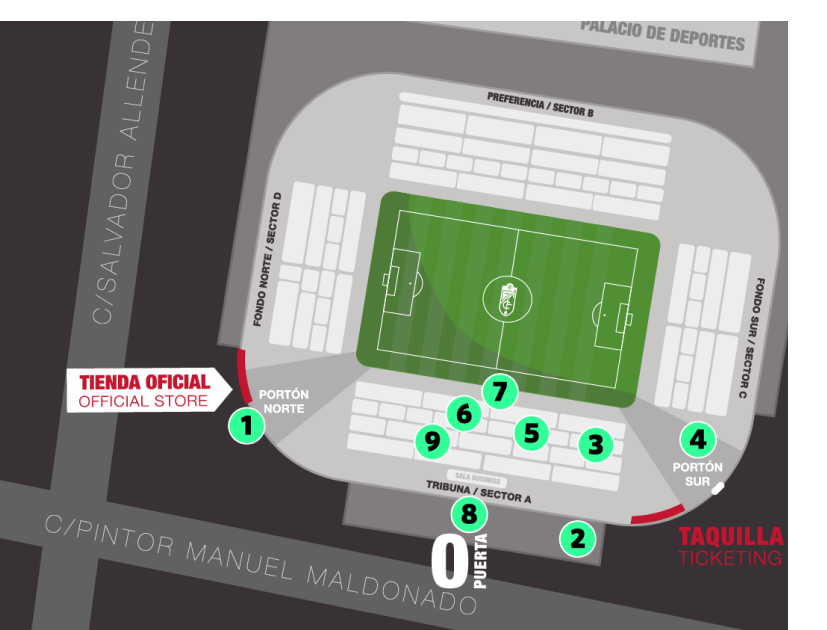 PALACIO DE DEPORTES
C/SALVADOR ALLENDE
PREFERENCIA / SECTOR B
FONDO NORTE / SECTOR D
FONDO SUR / SECTOR C
TIENDA OFICIAL
OFFICIAL STORE
PORTÓN
NORTE
1
7
6
5
3
9
4
PORTÓN
SUR
SALA BUSINESS
TRIBUNA / SECTOR A
8
2
0
PUERTA
TAQUILLA
TICKETING
C/PINTOR MANUEL MALDONADO